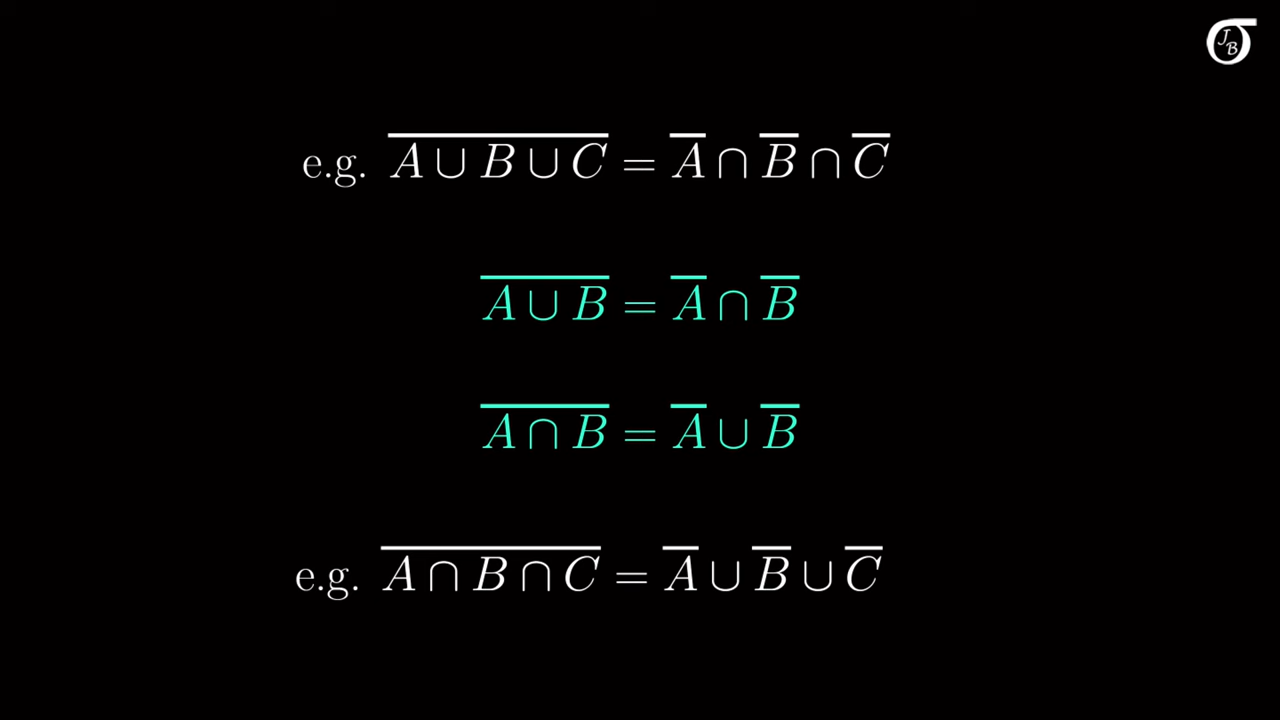 JB
e.g. $\overline{A \cup B \cup C} = \overline{A} \cap \overline{B} \cap \overline{C}$
$\overline{A \cup B} = \overline{A} \cap \overline{B}$
$\overline{A \cap B} = \overline{A} \cup \overline{B}$
e.g. $\overline{A \cap B \cap C} = \overline{A} \cup \overline{B} \cup \overline{C}$